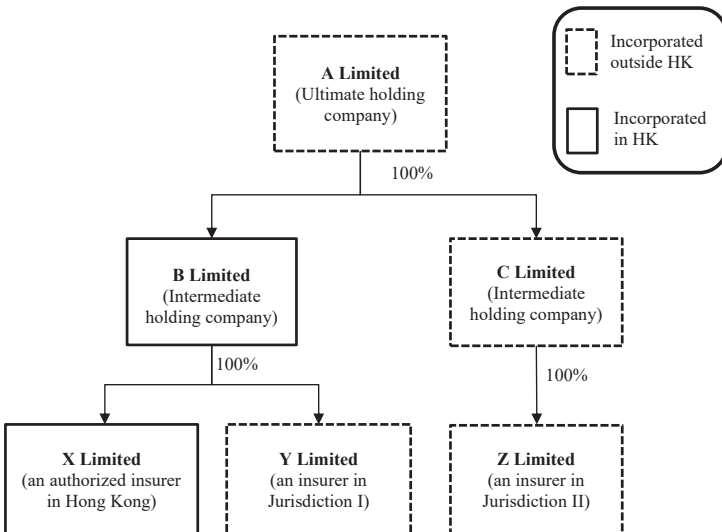 Incorporated
outside HK
Incorporated
in HK
A Limited
(Ultimate holding
company)
100%
B Limited
(Intermediate
holding company)
C Limited
(Intermediate
holding company)
100%
100%
X Limited
(an authorized insurer
in Hong Kong)
Y Limited
(an insurer in
Jurisdiction I)
Z Limited
(an insurer in
Jurisdiction II)